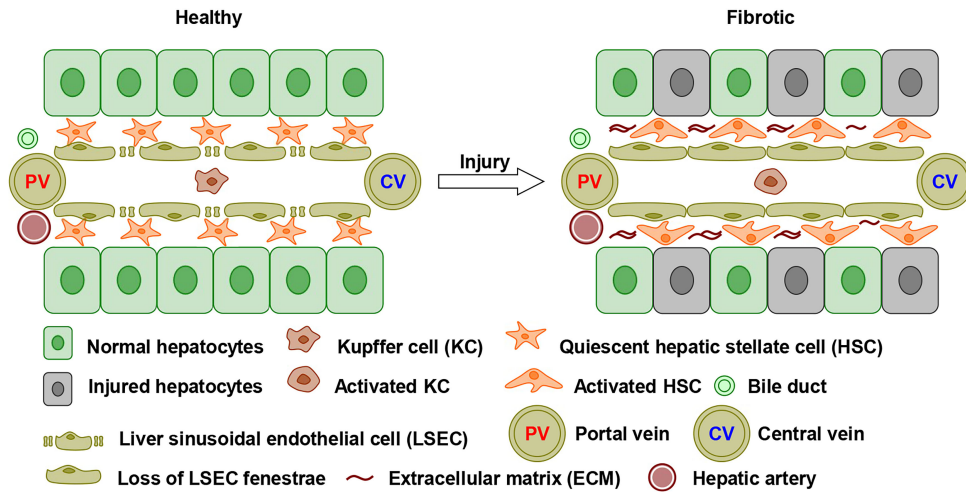 Healthy
Fibrotic
PV
CV
Injury
PV
CV
Normal hepatocytes
Kupffer cell (KC)
Quiescent hepatic stellate cell (HSC)
Injured hepatocytes
Activated KC
Activated HSC
Bile duct
Liver sinusoidal endothelial cell (LSEC)
PV
Portal vein
CV
Central vein
Loss of LSEC fenestrae
Extracellular matrix (ECM)
Hepatic artery